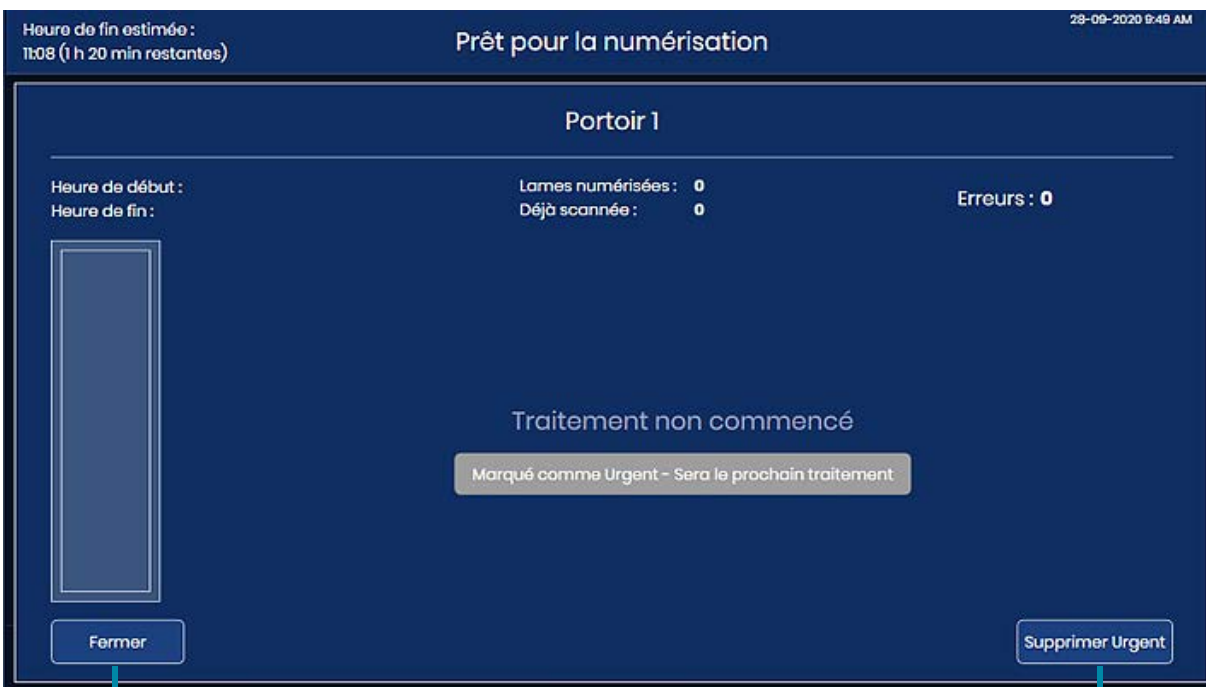 Heure de fin estimée :
11:08 (1 h 20 min restantes)
Prêt pour la numérisation
28-09-2020 9:49 AM
Portoir 1
Heure de début :
Heure de fin :
Lames numérisées : 0
Déjà scannée : 0
Erreurs : 0
Traitement non commencé
Marqué comme Urgent - Sera le prochain traitement
Fermer
Supprimer Urgent